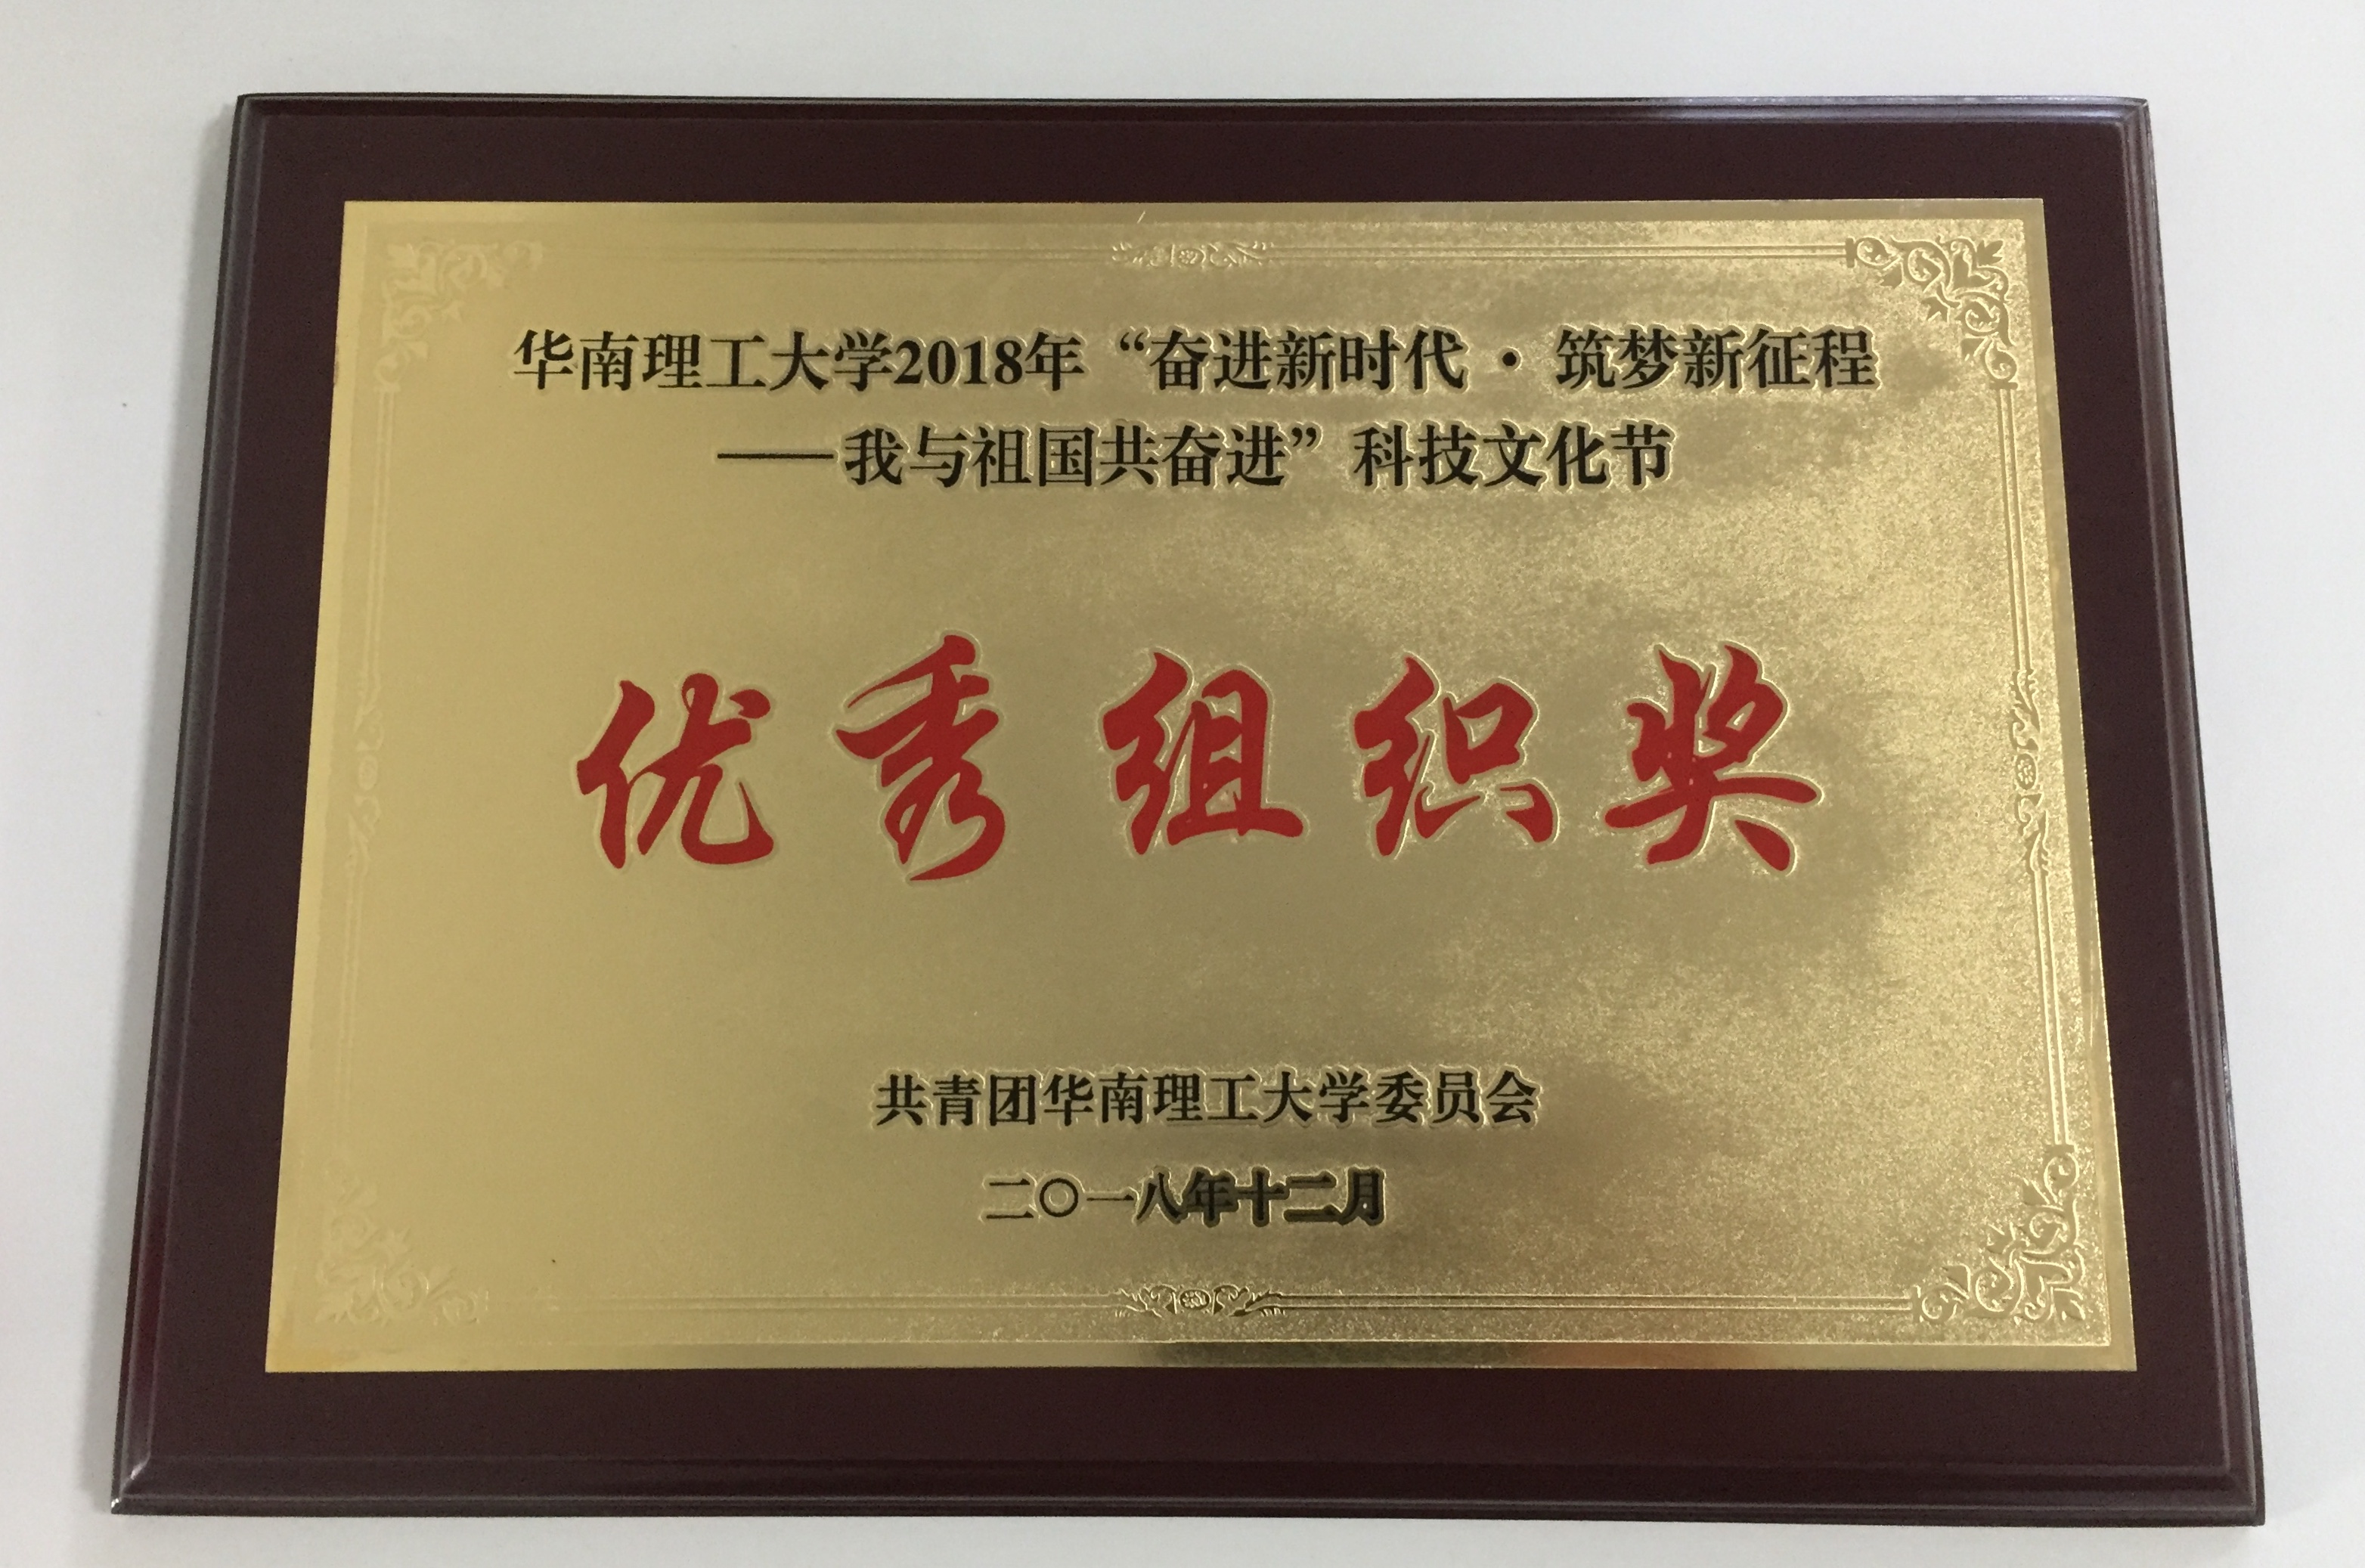 华南理工大学2018年“奋进新时代·筑梦新征程
——我与祖国共奋进”科技文化节
优秀组织奖
共青团华南理工大学委员会
二〇一八年十二月